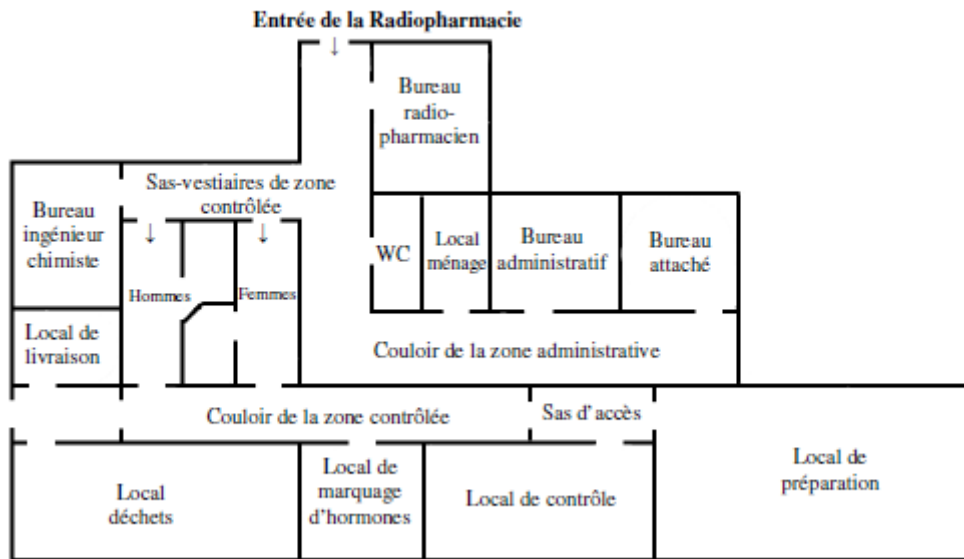 Entrée de la Radiopharmacie
↓
Bureau
radio-
pharmacien
Sas-vestiaires de zone
contrôlée
Bureau
ingénieur
chimiste
↓
↓
WC
Local
ménage
Bureau
administratif
Bureau
attaché
Hommes
Femmes
Local de
livraison
Couloir de la zone administrative
Couloir de la zone contrôlée
Sas d'accès
Local
déchets
Local de
marquage
d'hormones
Local de contrôle
Local de
préparation